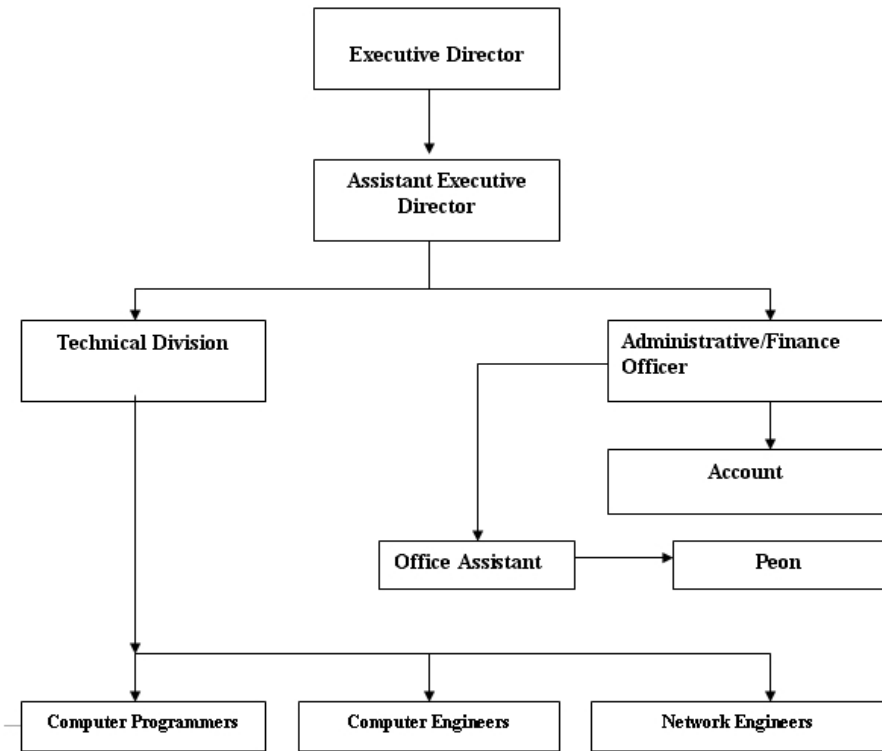 Executive Director
Assistant Executive
Director
Technical Division
Administrative/Finance
Officer
Account
Office Assistant
Peon
Computer Programmers
Computer Engineers
Network Engineers